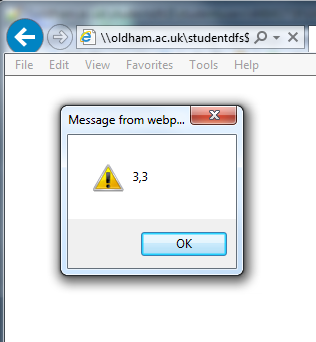 \\oldham.ac.uk\studentdfs$
File Edit View Favorites Tools Help
Message from webp...
3,3
OK